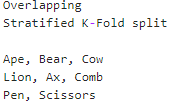 Overlapping
Stratified K-Fold split
Ape, Bear, Cow
Lion, Ax, Comb
Pen, Scissors